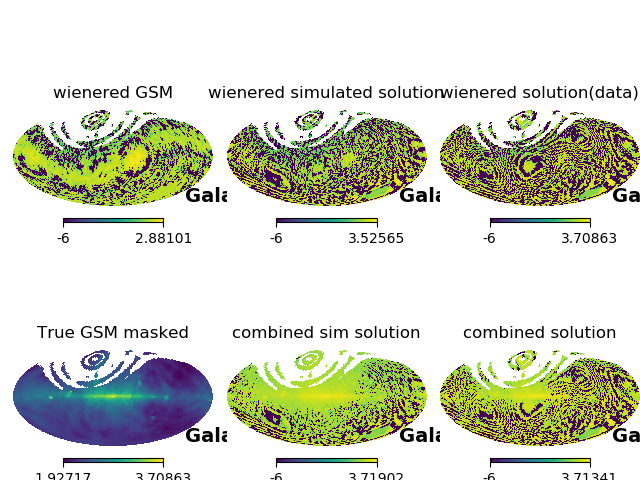 wienered GSM
wienered simulated solution
wienered solution(data)
Gala
Gala
Ga
-6 2.88101
-6 3.52565
-6 3.70863
True GSM masked
combined sim solution
combined solution
Gala
Gala
Ga
1.92717 3.70863
-6 3.71902
-6 3.71341